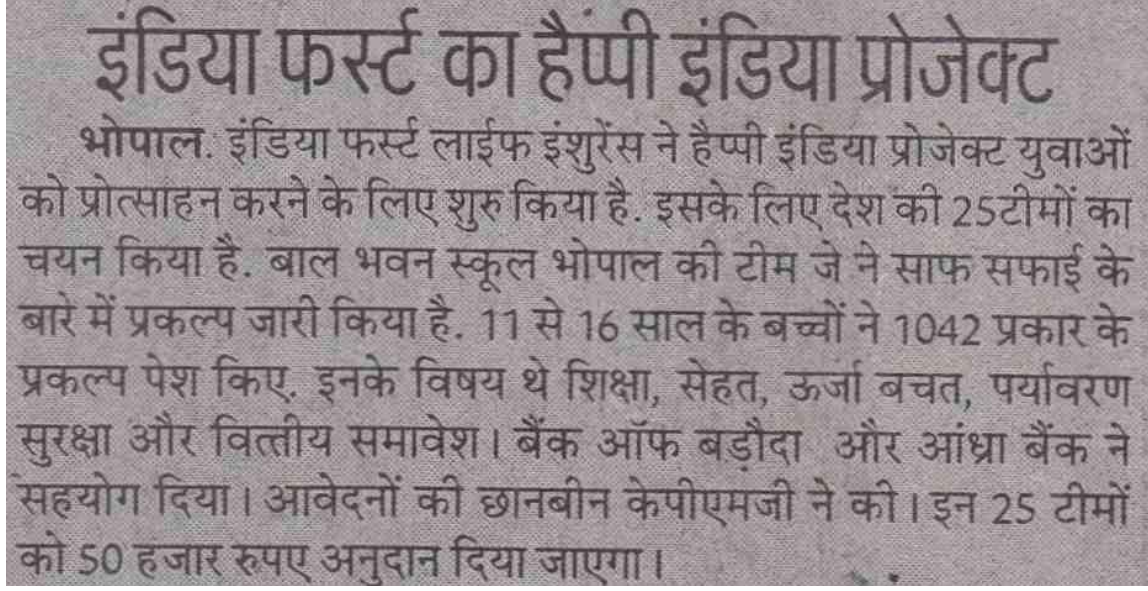 इंडिया फर्स्ट का हैप्पी इंडिया प्रोजेक्ट
भोपाल. इंडिया फर्स्ट लाईफ इंशुरेंस ने हैप्पी इंडिया प्रोजेक्ट युवाओं
को प्रोत्साहन करने के लिए शुरु किया है. इसके लिए देश की 25टीमों का
चयन किया है. बाल भवन स्कूल भोपाल की टीम जे ने साफ सफाई के
बारे में प्रकल्प जारी किया है. 11 से 16 साल के बच्चों ने 1042 प्रकार के
प्रकल्प पेश किए. इनके विषय थे शिक्षा, सेहत, ऊर्जा बचत, पर्यावरण
सुरक्षा और वित्तीय समावेश। बैंक ऑफ बड़ौदा और आंध्रा बैंक ने
सहयोग दिया। आवेदनों की छानबीन केपीएमजी ने की। इन 25 टीमों
को 50 हजार रुपए अनुदान दिया जाएगा।